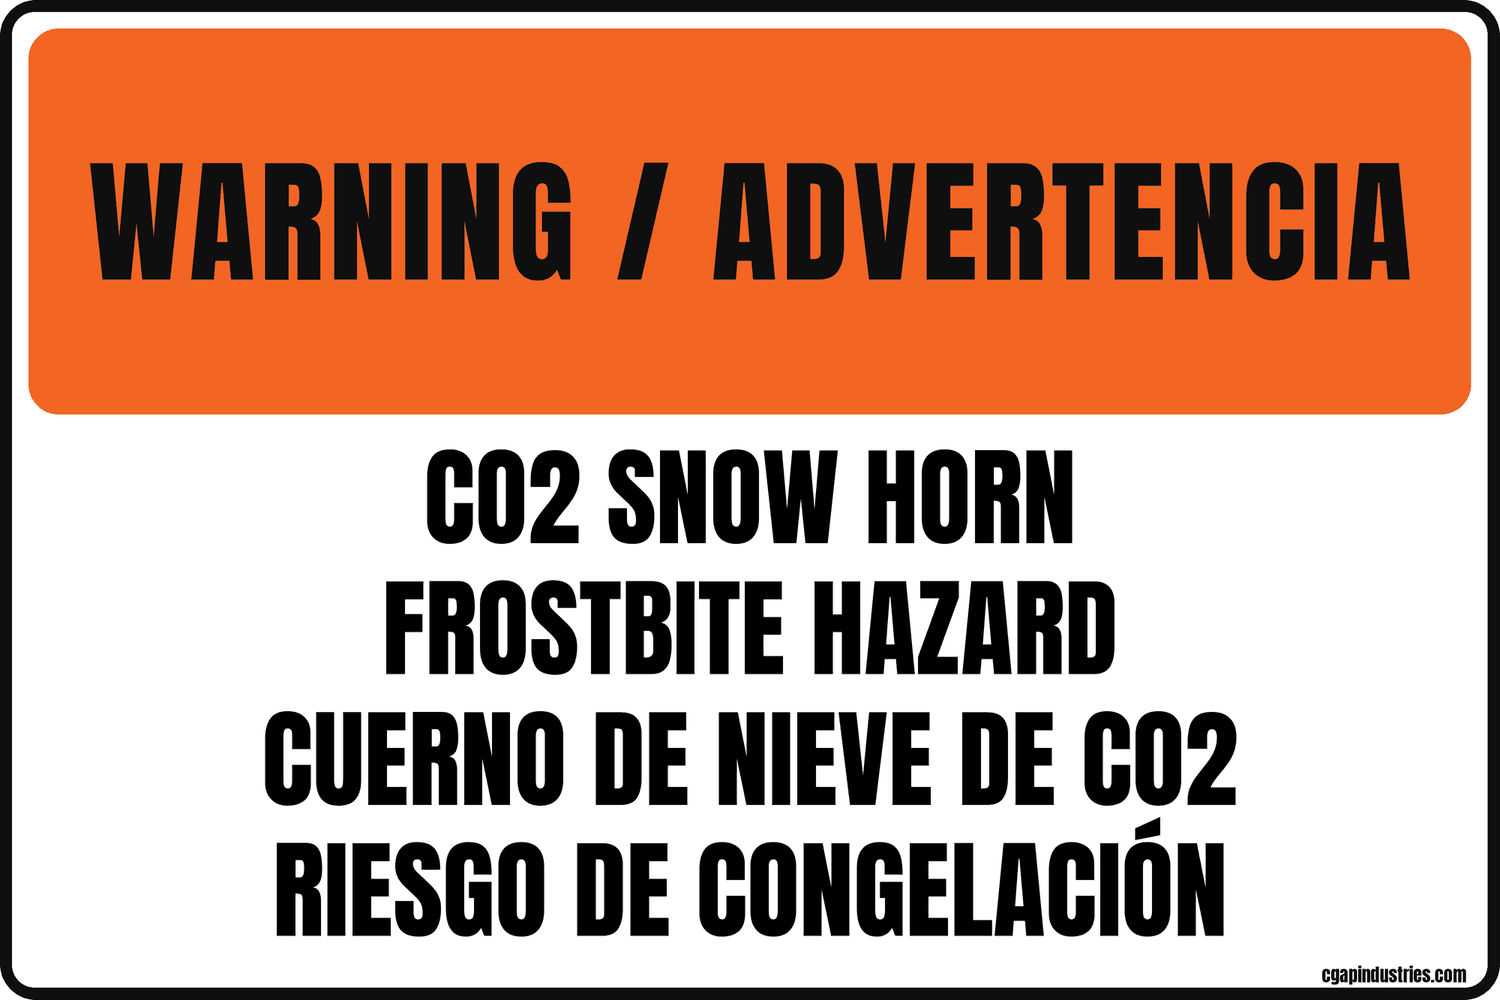 WARNING / ADVERTENCIA
CO2 SNOW HORN
FROSTBITE HAZARD
CUERNO DE NIEVE DE CO2
RIESGO DE CONGELACIÓN
cgapindustries.com